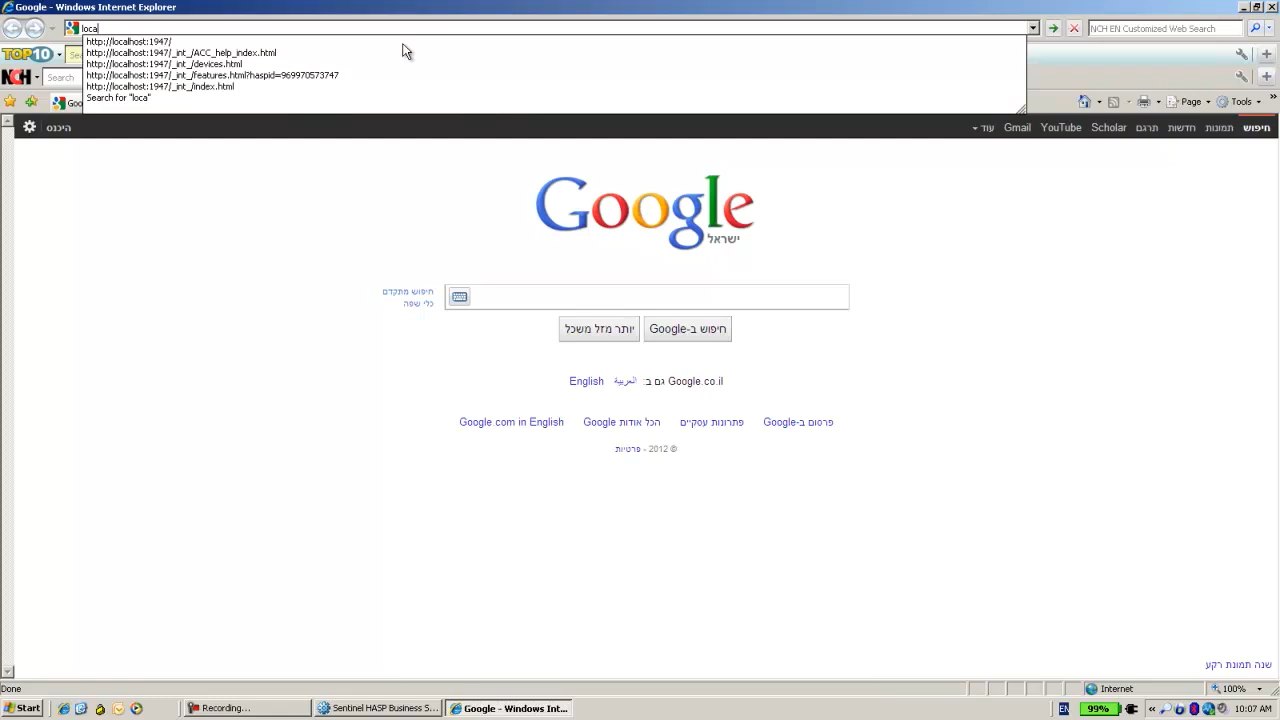 Google - Windows Internet Explorer
loca
NCH EN Customized Web Search
http://localhost:1947/
http://localhost:1947/_int_/ACC_help_index.html
TOP10
http://localhost:1947/_int_/devices.html
http://localhost:1947/_int_/features.html?haspid=969970573747
NCH
Search
http://localhost:1947/_int_/index.html
Search for "loca"
Goo
Page
Tools
היכנס
חיפוש
תמונות
חדשות
תרגם
Scholar
YouTube
Gmail
עוד
Google
ישראל
חיפוש מתקדם
כלי שפה
חיפוש ב-Google
יותר מזל משכל
Google.co.il גם ב: العربية English
פרסום ב-Google
פתרונות עסקיים
הכל אודות Google
Google.com in English
© 2012 - פרטיות
שנה תמונת רקע
Done
Internet
100%
Start
Recording...
Sentinel HASP Business S...
Google - Windows Int...
EN
99%
10:07 AM